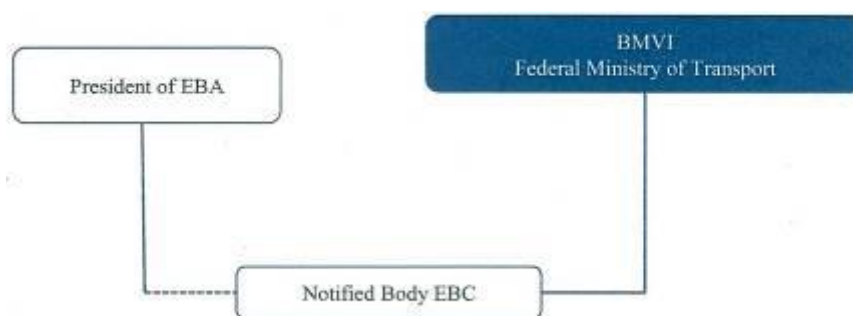 President of EBA
BMVI
Federal Ministry of Transport
Notified Body EBC